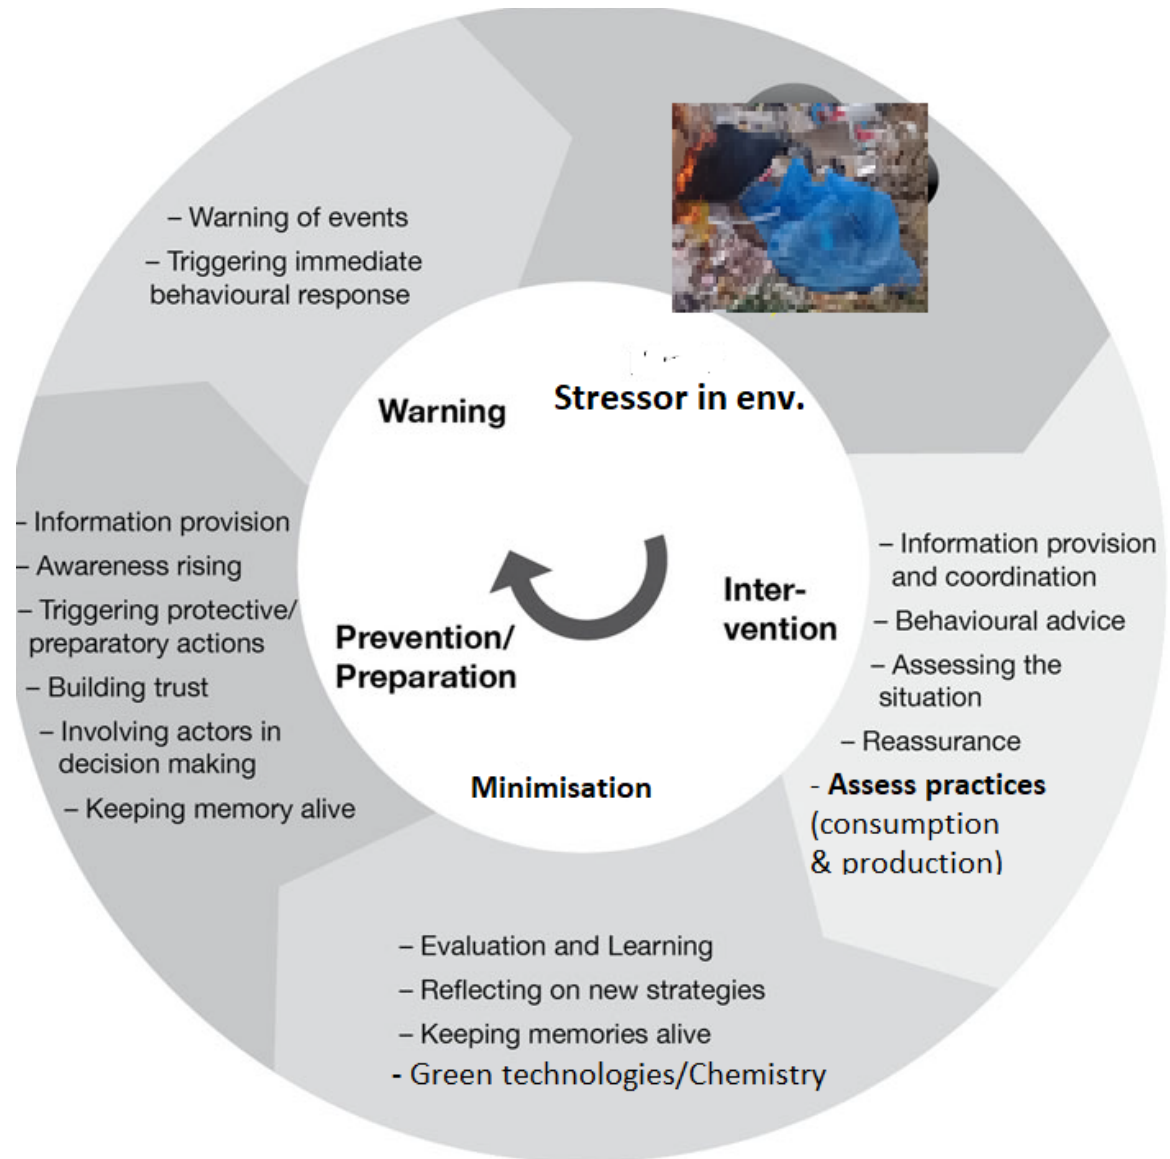 – Warning of events
– Triggering immediate
behavioural response
Warning
Stressor in env.
– Information provision
– Awareness rising
– Triggering protective/
preparatory actions
– Building trust
– Involving actors in
decision making
– Keeping memory alive
Prevention/
Preparation
Inter-
vention
– Information provision
and coordination
– Behavioural advice
– Assessing the
situation
– Reassurance
- Assess practices
(consumption
& production)
Minimisation
– Evaluation and Learning
– Reflecting on new strategies
– Keeping memories alive
- Green technologies/Chemistry